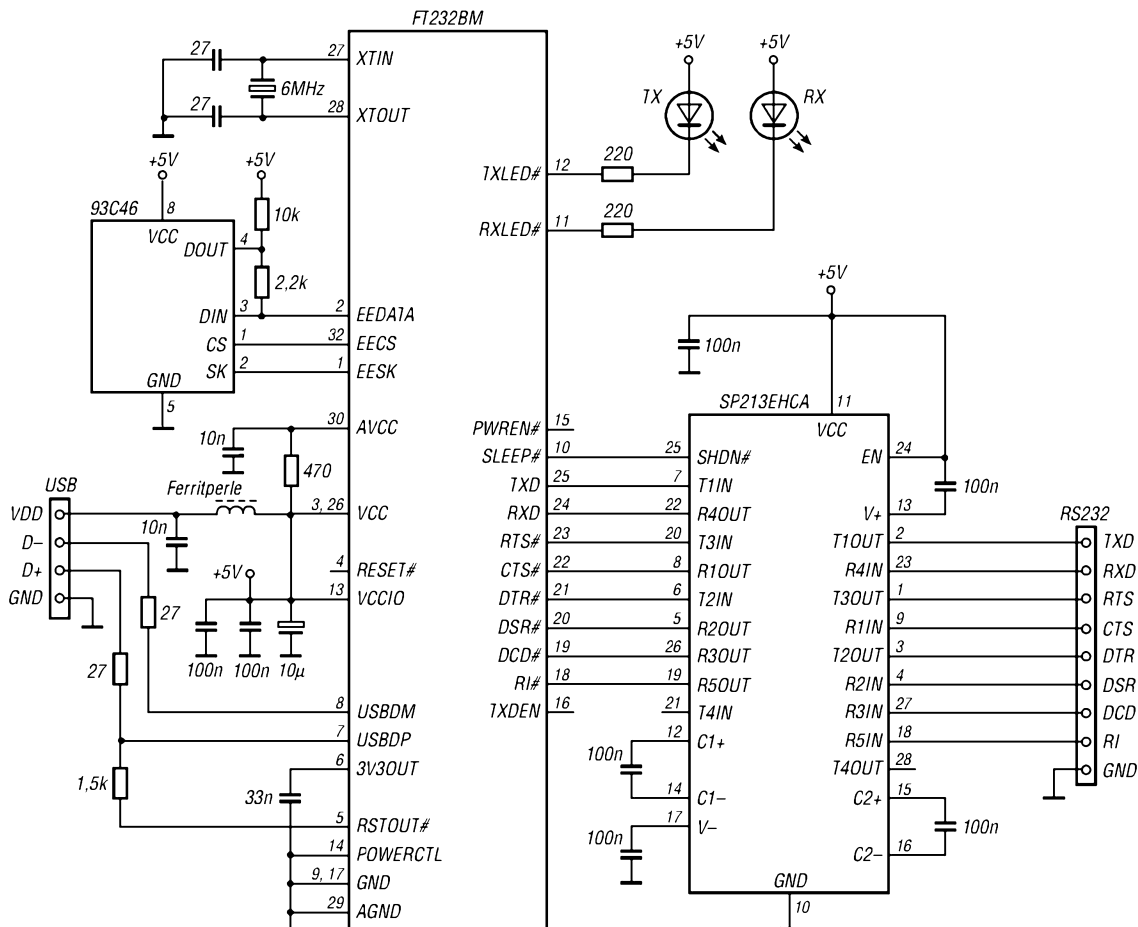 FT232BM
27
27
XTIN
6MHz
27
28
XTOUT
+5V
+5V
TX
RX
+5V
+5V
TXLED#
12
220
RXLED#
11
220
93C46
8
VCC
10k
DOUT
4
2,2k
DIN
3
2
EEDATA
CS
1
32
EECS
SK
2
1
EESK
GND
5
+5V
100n
SP213EHCA
11
VCC
30
AVCC
10n
470
PWREN#
15
SLEEP#
10
25
SHDN#
EN
24
100n
USB
Ferritperle
TXD
25
7
T1IN
V+
13
RS232
VDD
3, 26
VCC
RXD
24
22
R4OUT
T1OUT
2
TXD
D–
10n
RTS#
23
20
T3IN
R4IN
23
RXD
D+
4
RESET#
CTS#
22
8
R1OUT
T3OUT
1
RTS
GND
+5V
13
VCCIO
DTR#
21
6
T2IN
R1IN
9
CTS
27
DSR#
20
5
R2OUT
T2OUT
3
DTR
27
100n
100n
10µ
DCD#
19
26
R3OUT
R2IN
4
DSR
RI#
18
19
R5OUT
R3IN
27
DCD
8
USBDM
TXDEN
16
21
T4IN
R5IN
18
RI
7
USBDP
12
C1+
T4OUT
28
GND
6
3V3OUT
100n
1,5k
33n
14
C1–
C2+
15
5
RSTOUT#
17
V–
100n
100n
14
POWERCTL
C2–
16
9, 17
GND
GND
29
AGND
10